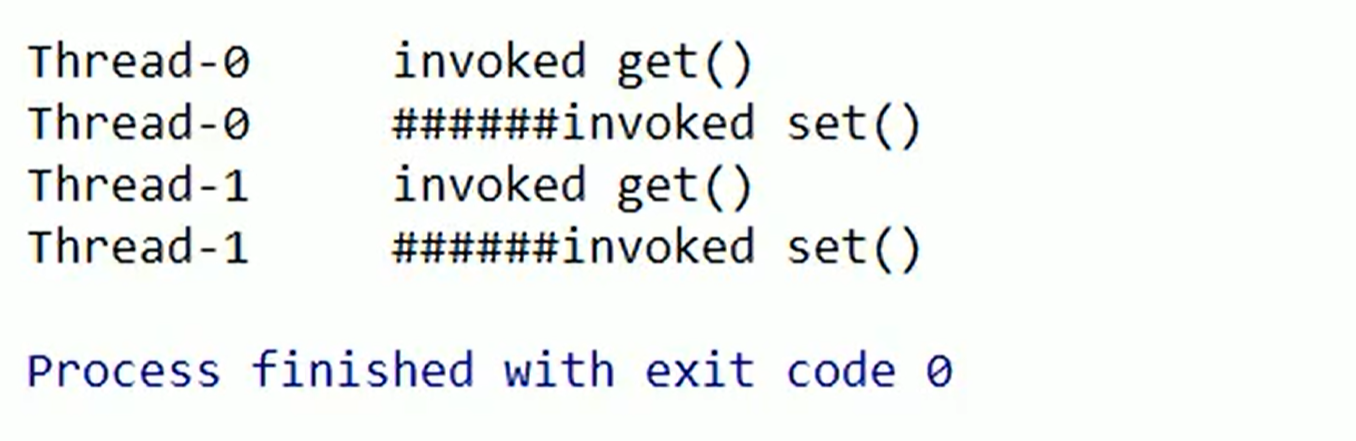 Thread-0	invoked get()
Thread-0	######invoked set()
Thread-1	invoked get()
Thread-1	######invoked set()
Process finished with exit code 0